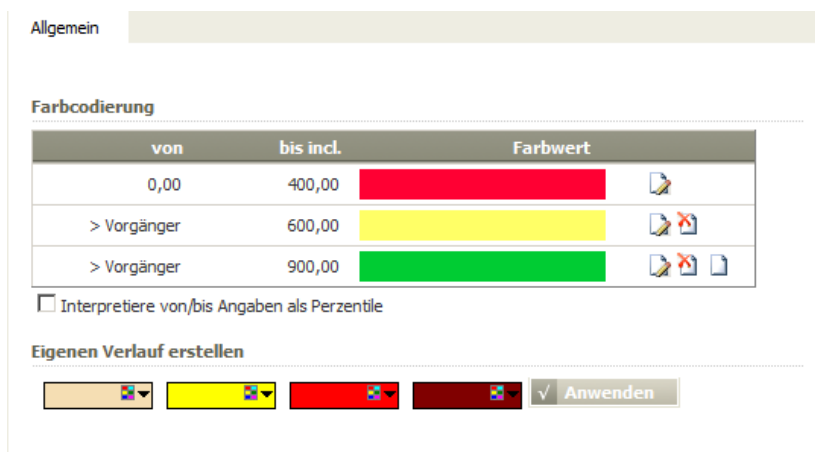 Allgemein
Farbcodierung
von bis incl. Farbwert
0,00 400,00
> Vorgänger 600,00
> Vorgänger 900,00
Interpretiere von/bis Angaben als Perzentile
Eigenen Verlauf erstellen
√ Anwenden